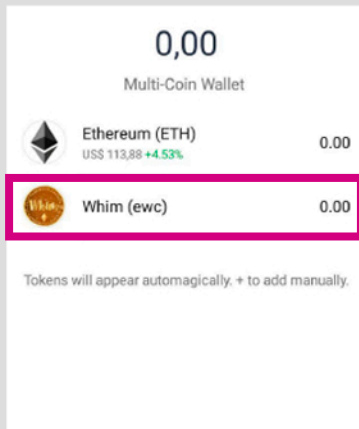 0,00
Multi-Coin Wallet
Ethereum (ETH)
0.00
US$ 113,88 +4.53%
Whim
Whim (ewc)
0.00
Tokens will appear automagically. + to add manually.